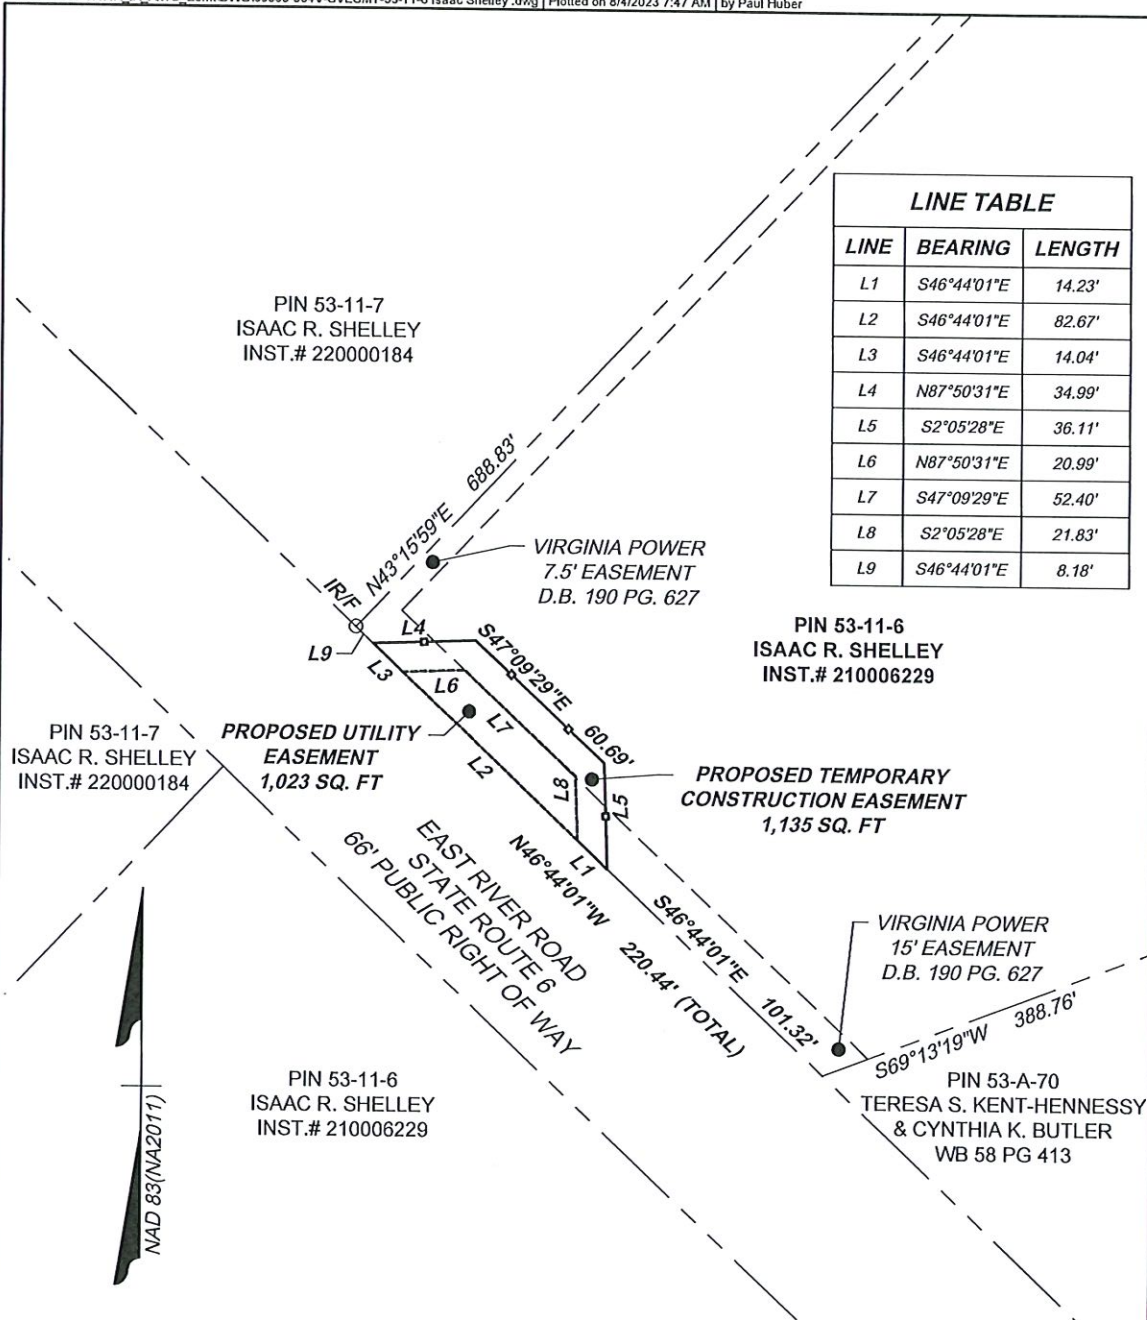 Isaac Shelley .dwg | Plotted on 8/4/2023 7:47 AM | by Paul Huber
LINE TABLE
LINE BEARING LENGTH
L1 S46°44'01"E 14.23'
L2 S46°44'01"E 82.67'
L3 S46°44'01"E 14.04'
L4 N87°50'31"E 34.99'
L5 S2°05'28"E 36.11'
L6 N87°50'31"E 20.99'
L7 S47°09'29"E 52.40'
L8 S2°05'28"E 21.83'
L9 S46°44'01"E 8.18'
PIN 53-11-7
ISAAC R. SHELLEY
INST.# 220000184
N43°15'59"E 688.83'
IR/F
VIRGINIA POWER
7.5' EASEMENT
D.B. 190 PG. 627
L4
S47°09'29"E 60.69'
L9
L3
L6
PIN 53-11-6
ISAAC R. SHELLEY
INST.# 210006229
PIN 53-11-7
ISAAC R. SHELLEY
INST.# 220000184
PROPOSED UTILITY
EASEMENT
1,023 SQ. FT
L7
L2
L8
L5
L1
PROPOSED TEMPORARY
CONSTRUCTION EASEMENT
1,135 SQ. FT
EAST RIVER ROAD
STATE ROUTE 6
66' PUBLIC RIGHT OF WAY
N46°44'01"W 220.44' (TOTAL)
S46°44'01"E 101.32'
VIRGINIA POWER
15' EASEMENT
D.B. 190 PG. 627
S69°13'19"W 388.76'
PIN 53-A-70
TERESA S. KENT-HENNESSY
& CYNTHIA K. BUTLER
WB 58 PG 413
PIN 53-11-6
ISAAC R. SHELLEY
INST.# 210006229
NAD 83(NA2011)